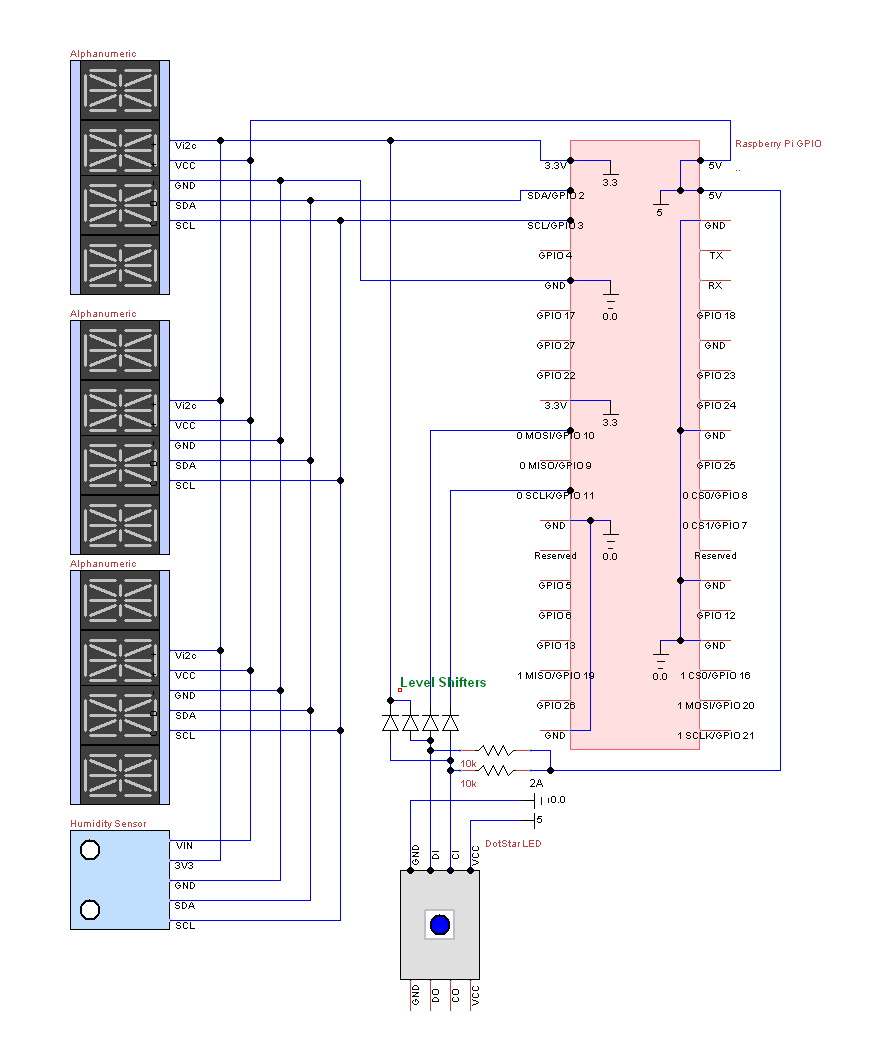 Alphanumeric
Vi2c
VCC
GND
SDA
SCL
Alphanumeric
Vi2c
VCC
GND
SDA
SCL
Alphanumeric
Vi2c
VCC
GND
SDA
SCL
Humidity Sensor
VIN
3V3
GND
SDA
SCL
Raspberry Pi GPIO
..
3.3V
3.3
SDA/GPIO 2
SCL/GPIO 3
GPIO 4
GND
0.0
GPIO 17
GPIO 27
GPIO 22
3.3V
3.3
0 MOSI/GPIO 10
0 MISO/GPIO 9
0 SCLK/GPIO 11
GND
0.0
Reserved
GPIO 5
GPIO 6
GPIO 13
1 MISO/GPIO 19
GPIO 26
GND
5V
5V
5
GND
TX
RX
GPIO 18
GND
GPIO 23
GPIO 24
GND
GPIO 25
0 CS0/GPIO 8
0 CS1/GPIO 7
Reserved
GND
GPIO 12
GND
0.0
1 CS0/GPIO 16
1 MOSI/GPIO 20
1 SCLK/GPIO 21
Level Shifters
10k
10k
2A
0.0
5
DotStar LED
GND
DI
CI
VCC
GND
DO
CO
VCC